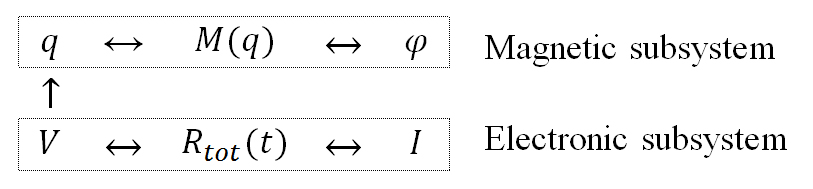 q ↔ M(q) ↔ φ Magnetic subsystem
↑
V ↔ R_tot(t) ↔ I Electronic subsystem